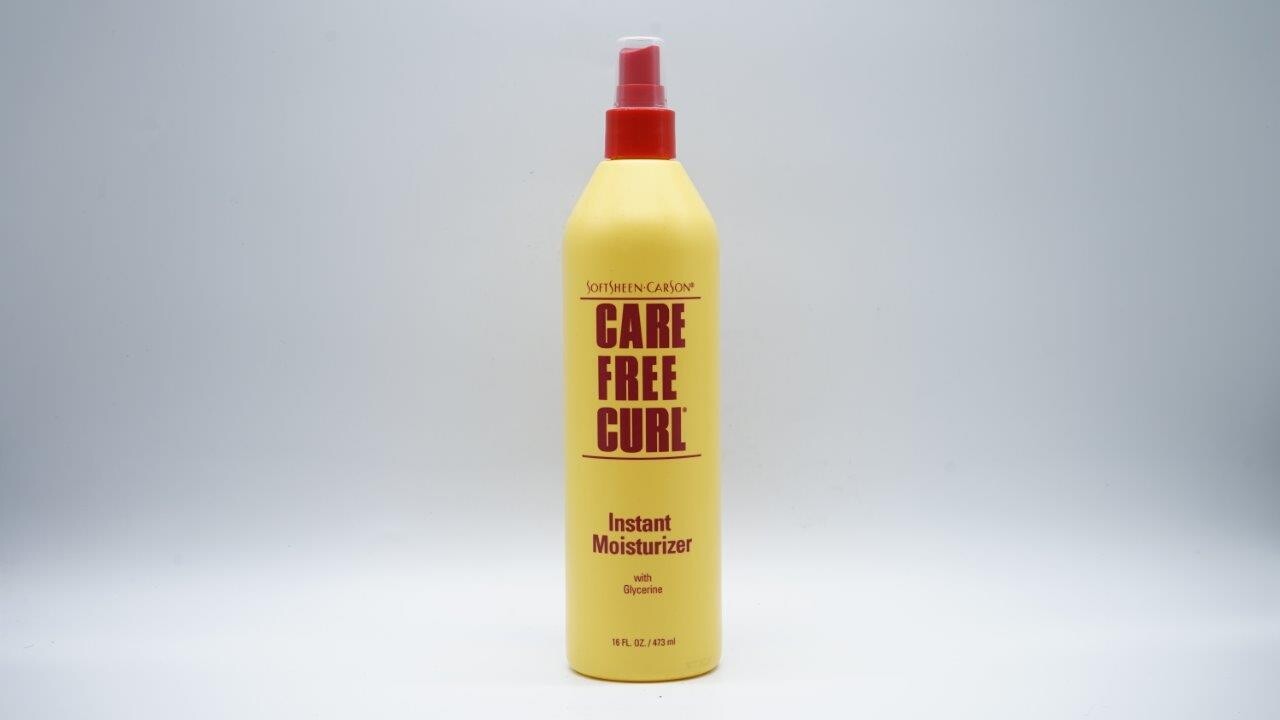 SOFTSHEEN·CARSON®
CARE
FREE
CURL®
Instant
Moisturizer
with
Glycerine
16 FL. OZ. / 473 ml